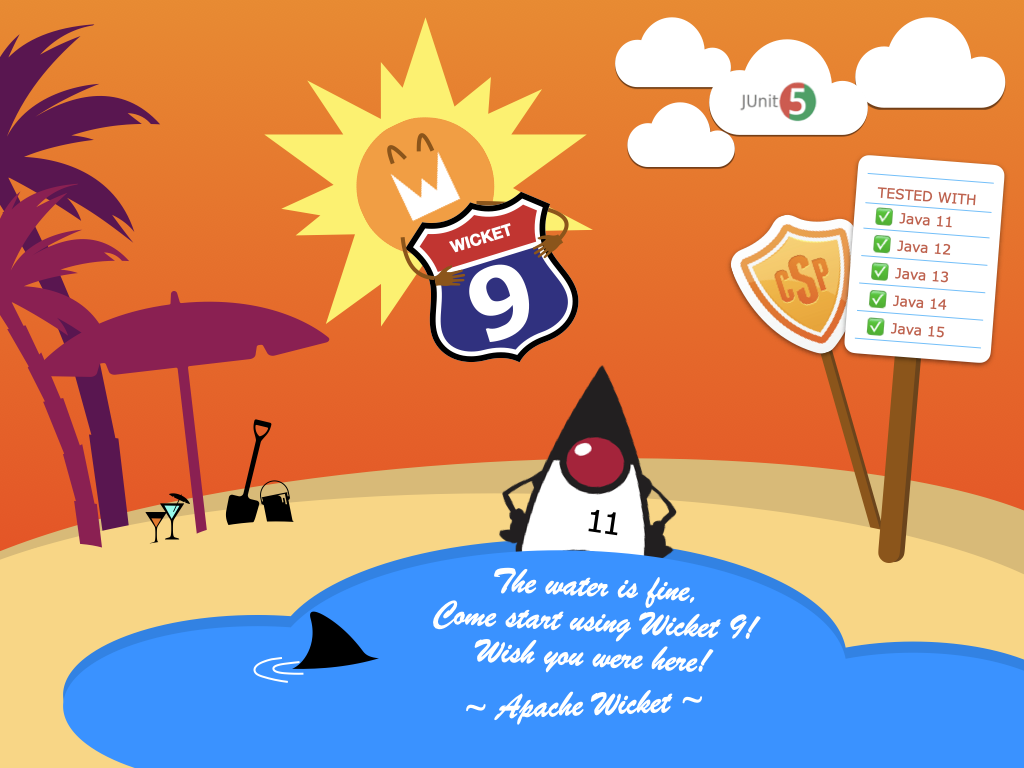 JUnit 5
WICKET
9
CSP
TESTED WITH
✅ Java 11
✅ Java 12
✅ Java 13
✅ Java 14
✅ Java 15
11
The water is fine,
Come start using Wicket 9!
Wish you were here!
~ Apache Wicket ~